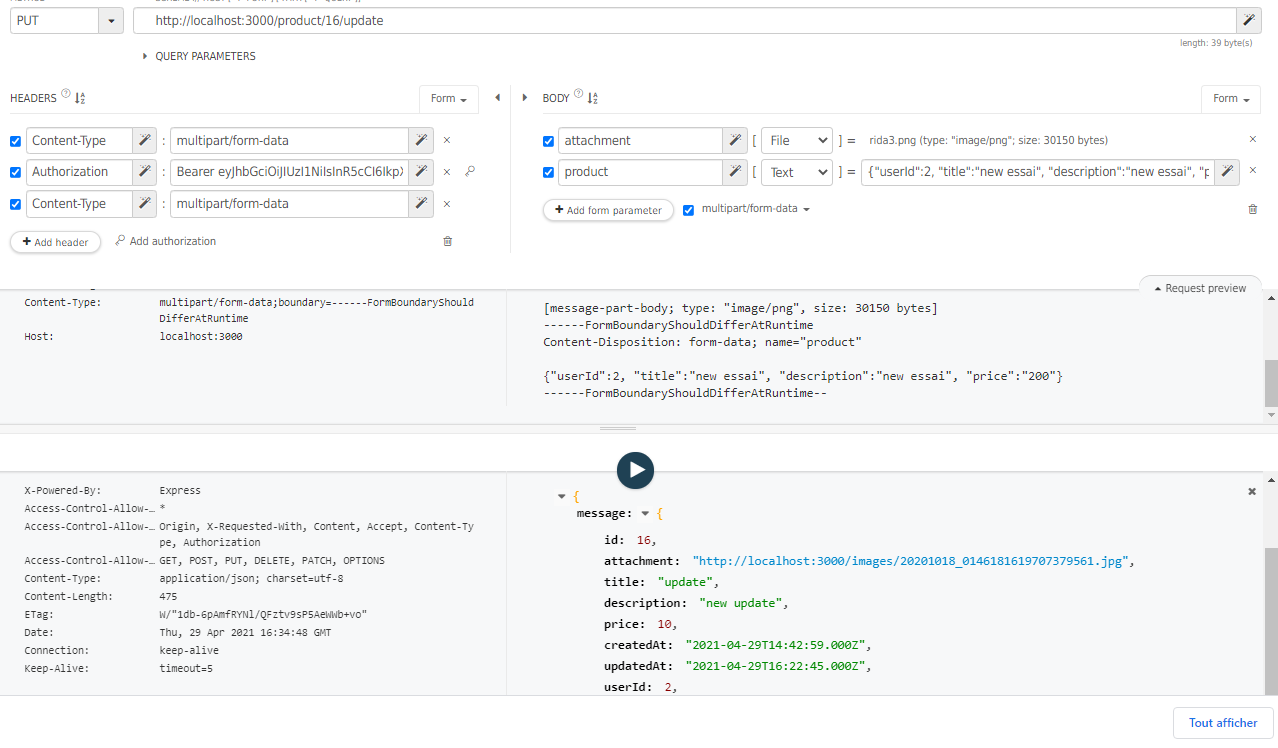 PUT
http://localhost:3000/product/16/update
length: 39 byte(s)
QUERY PARAMETERS
HEADERS ?
Form
BODY ?
Form
Content-Type : multipart/form-data ×
Authorization : ×
Content-Type : multipart/form-data ×
+ Add header
Add authorization
attachment [ File ] = rida3.png (type: "image/png"; size: 30150 bytes) ×
product [ Text ] = {"userId":2, "title":"new essai", "description":"new essai", "p ×
+ Add form parameter
multipart/form-data
Request preview
Content-Type: multipart/form-data;boundary=------FormBoundaryShould
DifferAtRuntime
Host: localhost:3000
[message-part-body; type: "image/png", size: 30150 bytes]
------FormBoundaryShouldDifferAtRuntime
Content-Disposition: form-data; name="product"
{"userId":2, "title":"new essai", "description":"new essai", "price":"200"}
------FormBoundaryShouldDifferAtRuntime--
X-Powered-By: Express
Access-Control-Allow-… *
Access-Control-Allow-… Origin, X-Requested-With, Content, Accept, Content-Ty
pe, Authorization
Access-Control-Allow-… GET, POST, PUT, DELETE, PATCH, OPTIONS
Content-Type: application/json; charset=utf-8
Content-Length: 475
ETag: W/"1db-6pAmfRYNl/QFztv9sP5AeWWb+vo"
Date: Thu, 29 Apr 2021 16:34:48 GMT
Connection: keep-alive
Keep-Alive: timeout=5
{
message: {
id: 16,
attachment: "http://localhost:3000/images/20201018_0146181619707379561.jpg",
title: "update",
description: "new update",
price: 10,
createdAt: "2021-04-29T14:42:59.000Z",
updatedAt: "2021-04-29T16:22:45.000Z",
userId: 2,
Tout afficher